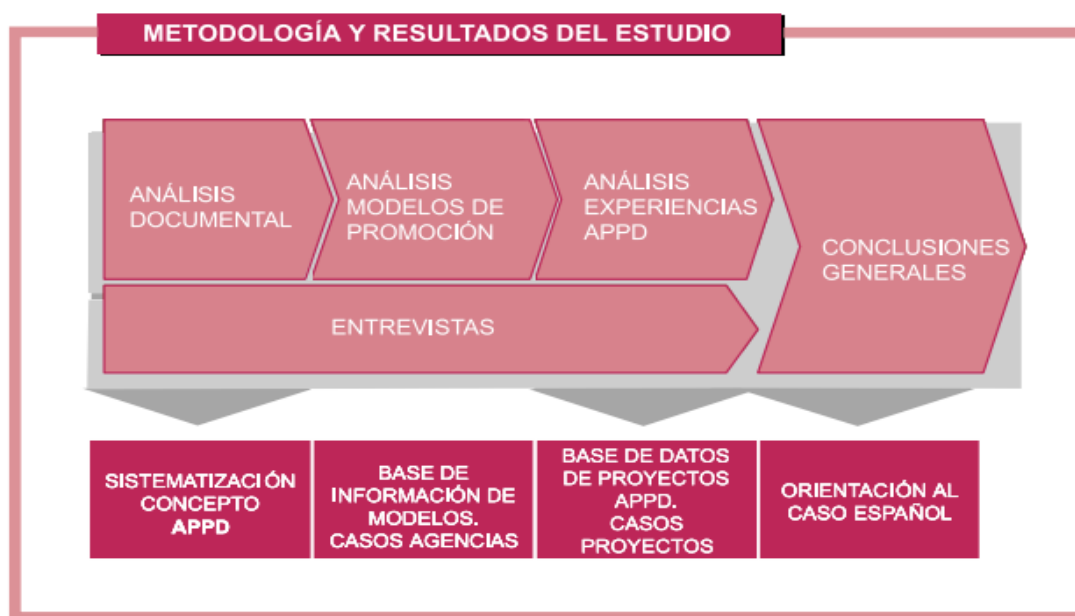 METODOLOGÍA Y RESULTADOS DEL ESTUDIO
ANÁLISIS
DOCUMENTAL
ANÁLISIS
MODELOS DE
PROMOCIÓN
ANÁLISIS
EXPERIENCIAS
APPD
CONCLUSIONES
GENERALES
ENTREVISTAS
SISTEMATIZACIÓN
CONCEPTO
APPD
BASE DE
INFORMACIÓN DE
MODELOS.
CASOS AGENCIAS
BASE DE DATOS
DE PROYECTOS
APPD.
CASOS
PROYECTOS
ORIENTACIÓN AL
CASO ESPAÑOL